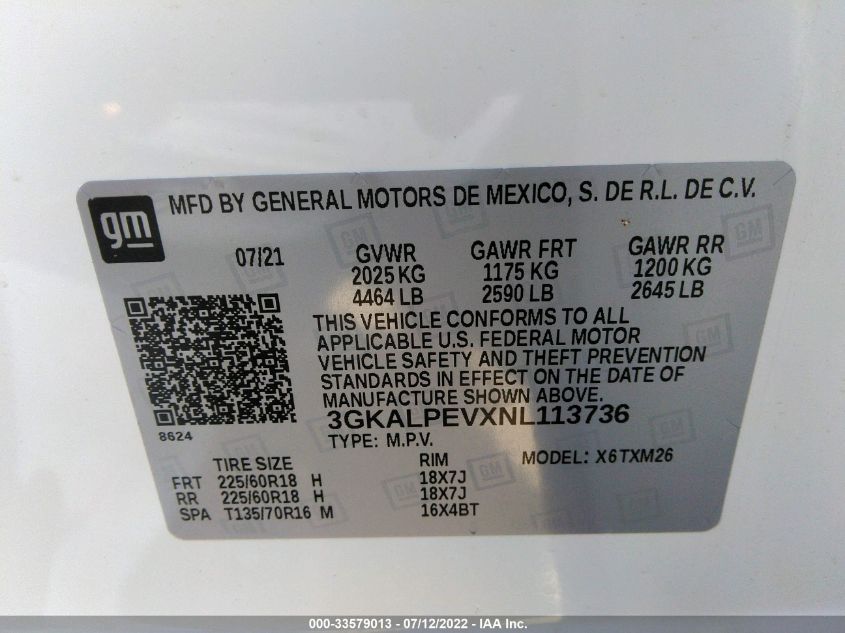 gm
MFD BY GENERAL MOTORS DE MEXICO, S. DE R.L. DE C.V.
07/21 GVWR GAWR FRT GAWR RR
2025 KG 1175 KG 1200 KG
4464 LB 2590 LB 2645 LB
THIS VEHICLE CONFORMS TO ALL
APPLICABLE U.S. FEDERAL MOTOR
VEHICLE SAFETY AND THEFT PREVENTION
STANDARDS IN EFFECT ON THE DATE OF
MANUFACTURE SHOWN ABOVE.
8624
3GKALPEVXNL113736
TYPE: M.P.V.
TIRE SIZE RIM MODEL: X6TXM26
FRT 225/60R18 H 18X7J
RR 225/60R18 H 18X7J
SPA T135/70R16 M 16X4BT
000-33579013 - 07/12/2022 - IAA Inc.